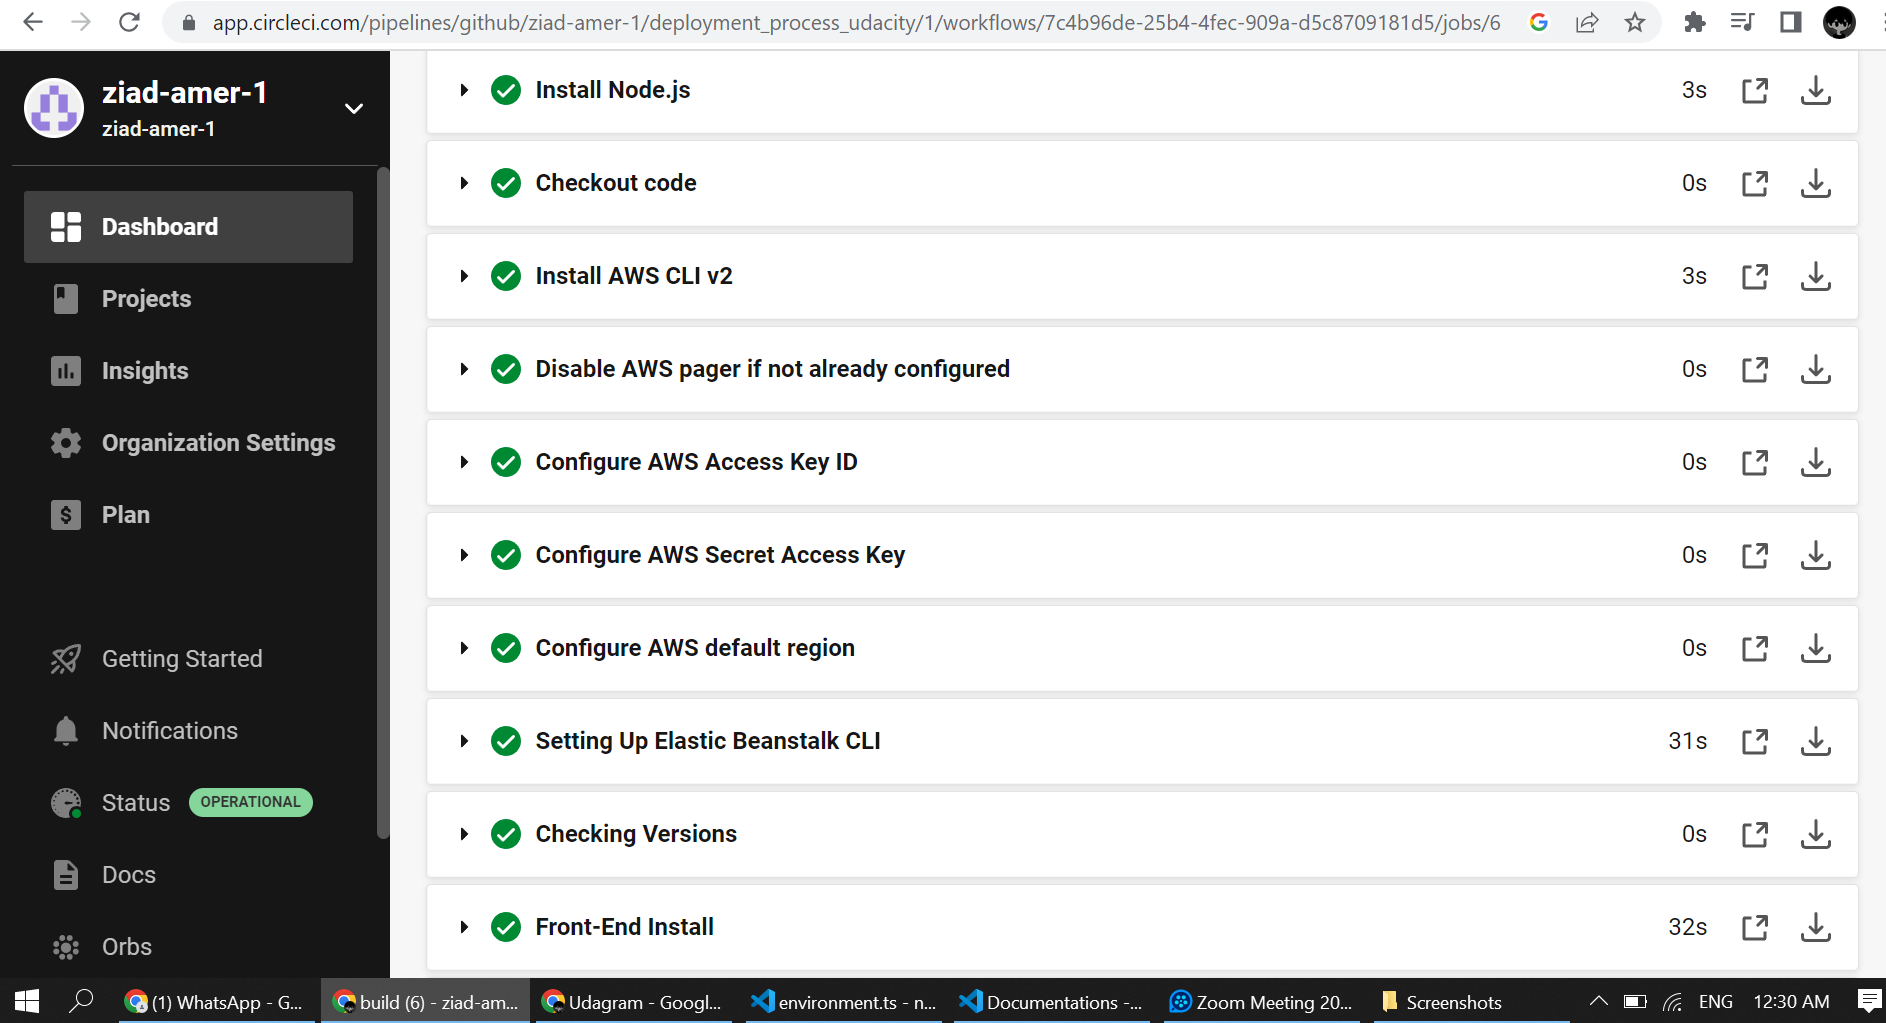 app.circleci.com/pipelines/github/ziad-amer-1/deployment_process_udacity/1/workflows/7c4b96de-25b4-4fec-909a-d5c8709181d5/jobs/6
ziad-amer-1
ziad-amer-1
Dashboard
Projects
Insights
Organization Settings
Plan
Getting Started
Notifications
Status OPERATIONAL
Docs
Orbs
Install Node.js 3s
Checkout code 0s
Install AWS CLI v2 3s
Disable AWS pager if not already configured 0s
Configure AWS Access Key ID 0s
Configure AWS Secret Access Key 0s
Configure AWS default region 0s
Setting Up Elastic Beanstalk CLI 31s
Checking Versions 0s
Front-End Install 32s
(1) WhatsApp - G... build (6) - ziad-am... Udagram - Googl... environment.ts - n... Documentations -... Zoom Meeting 20... Screenshots ENG 12:30 AM